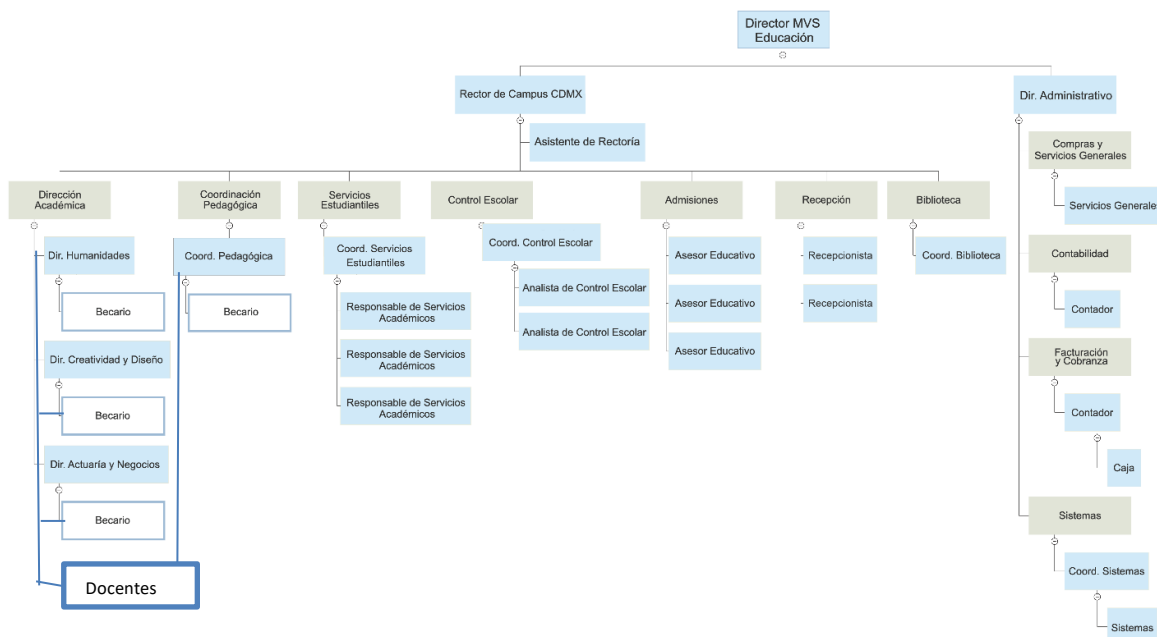 Director MVS
Educación
Rector de Campus CDMX
Dir. Administrativo
Asistente de Rectoría
Compras y
Servicios Generales
Servicios Generales
Dirección
Académica
Coordinación
Pedagógica
Servicios
Estudiantiles
Control Escolar
Admisiones
Recepción
Biblioteca
Dir. Humanidades
Coord. Pedagógica
Coord. Servicios
Estudiantiles
Coord. Control Escolar
Asesor Educativo
Recepcionista
Coord. Biblioteca
Contabilidad
Becario
Becario
Responsable de Servicios
Académicos
Analista de Control Escolar
Asesor Educativo
Recepcionista
Contador
Analista de Control Escolar
Dir. Creatividad y Diseño
Responsable de Servicios
Académicos
Asesor Educativo
Facturación
y Cobranza
Becario
Responsable de Servicios
Académicos
Contador
Dir. Actuaría y Negocios
Caja
Becario
Sistemas
Docentes
Coord. Sistemas
Sistemas